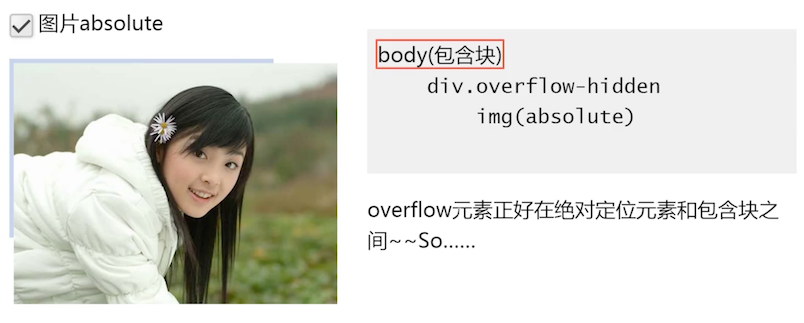 图片absolute
body(包含块)
div.overflow-hidden
img(absolute)
overflow元素正好在绝对定位元素和包含块之
间~~So......